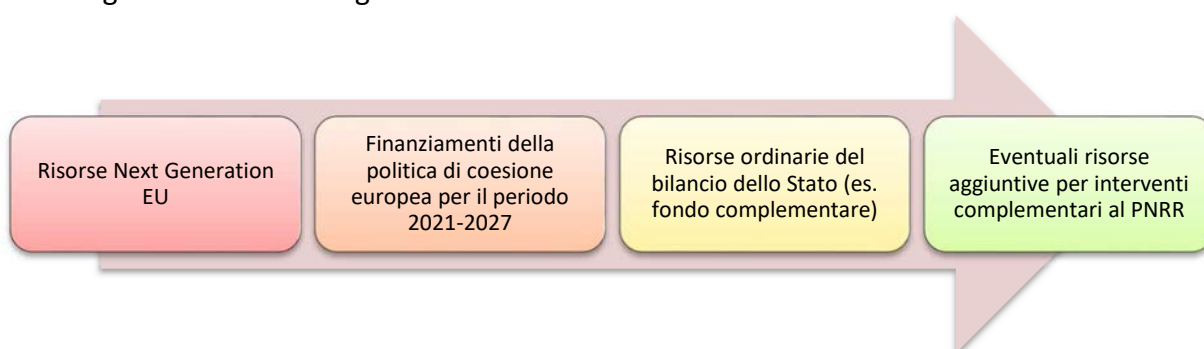 Risorse Next Generation
EU
Finanziamenti della
politica di coesione
europea per il periodo
2021-2027
Risorse ordinarie del
bilancio dello Stato (es.
fondo complementare)
Eventuali risorse
aggiuntive per interventi
complementari al PNRR